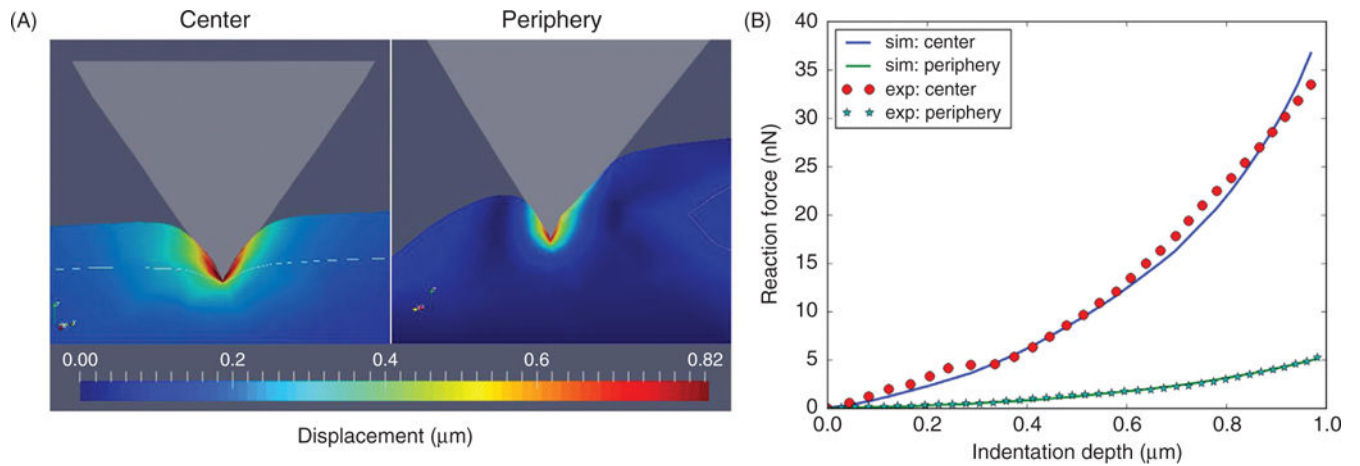 (A)
Center
Periphery
0.00
0.2
0.4
0.6
0.82
Displacement (μm)
(B)
40
35
30
25
20
15
10
5
0
Reaction force (nN)
sim: center
sim: periphery
exp: center
exp: periphery
0.0
0.2
0.4
0.6
0.8
1.0
Indentation depth (μm)